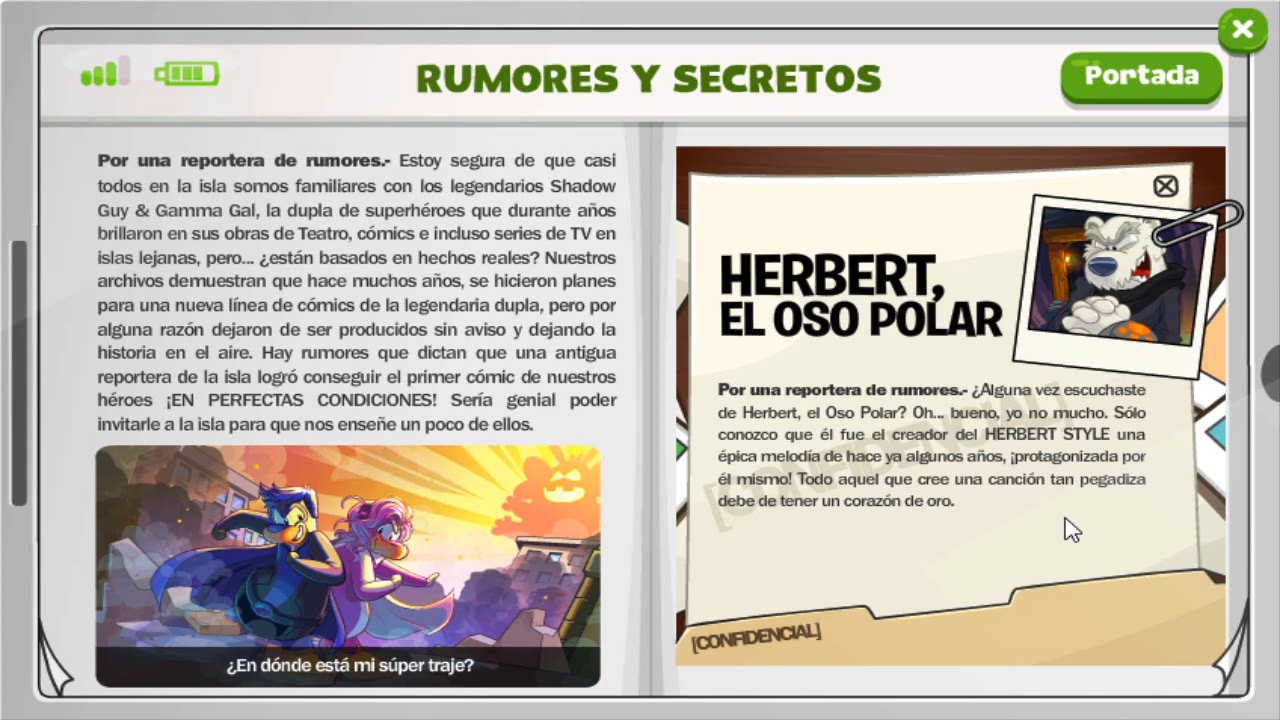 RUMORES Y SECRETOS
Portada
Por una reportera de rumores.- Estoy segura de que casi
todos en la isla somos familiares con los legendarios Shadow
Guy & Gamma Gal, la dupla de superhéroes que durante años
brillaron en sus obras de Teatro, cómics e incluso series de TV en
islas lejanas, pero... ¿están basados en hechos reales? Nuestros
archivos demuestran que hace muchos años, se hicieron planes
para una nueva línea de cómics de la legendaria dupla, pero por
alguna razón dejaron de ser producidos sin aviso y dejando la
historia en el aire. Hay rumores que dictan que una antigua
reportera de la isla logró conseguir el primer cómic de nuestros
héroes ¡EN PERFECTAS CONDICIONES! Sería genial poder
invitarle a la isla para que nos enseñe un poco de ellos.
¿En dónde está mi súper traje?
HERBERT,
EL OSO POLAR
Por una reportera de rumores.- ¿Alguna vez escuchaste
de Herbert, el Oso Polar? Oh... bueno, yo no mucho. Sólo
conozco que él fue el creador del HERBERT STYLE una
épica melodía de hace ya algunos años, ¡protagonizada por
él mismo! Todo aquel que cree una canción tan pegadiza
debe de tener un corazón de oro.
[CONFIDENCIAL]
[CONFIDENCIAL]